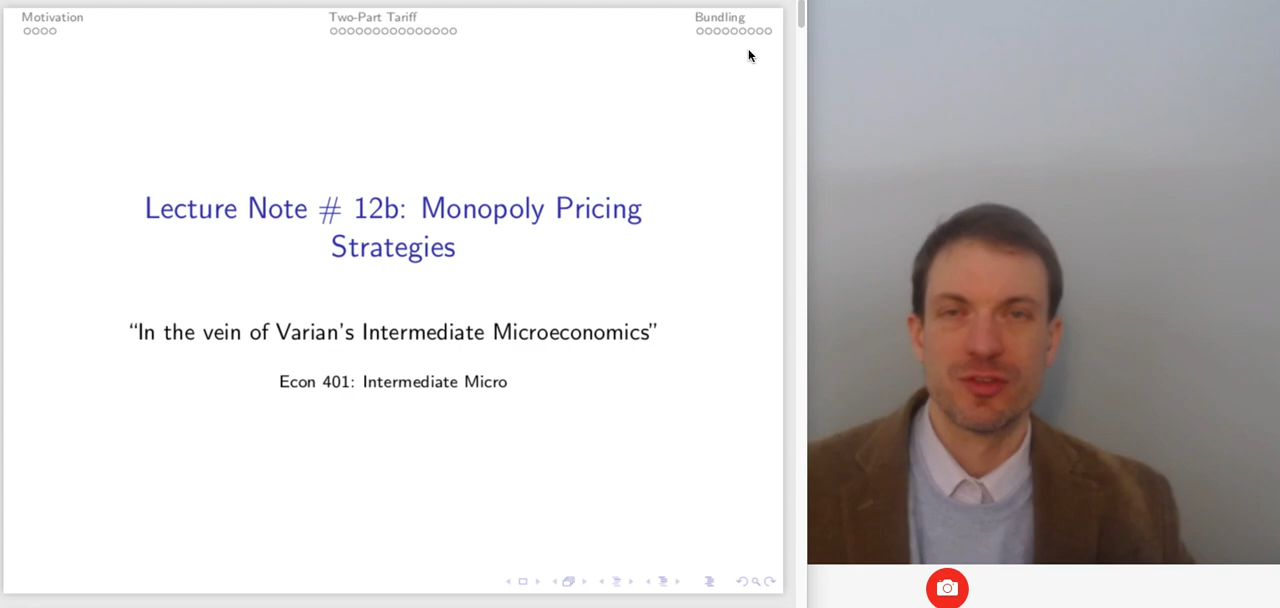 Motivation
Two-Part Tariff
Bundling
Lecture Note # 12b: Monopoly Pricing
Strategies
“In the vein of Varian’s Intermediate Microeconomics”
Econ 401: Intermediate Micro